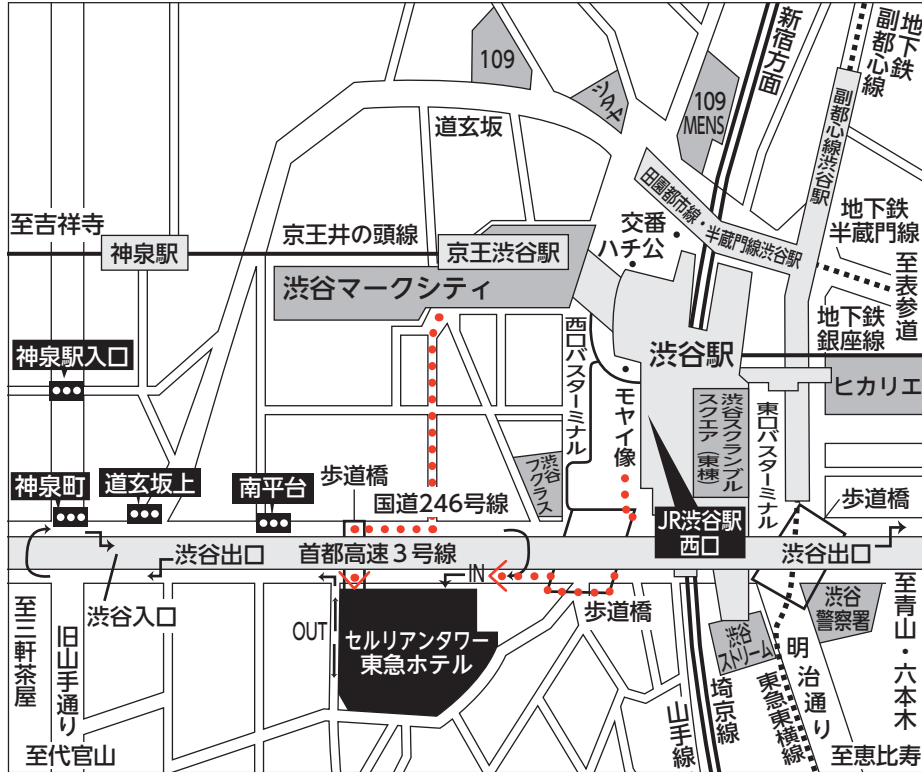 109
道玄坂
109
MENS
新宿方面
地下鉄
副都心線
副都心線渋谷駅
至吉祥寺
神泉駅
京王井の頭線
京王渋谷駅
渋谷マークシティ
交番
ハチ公
田園都市線・半蔵門線渋谷駅
地下鉄
半蔵門線
至表参道
地下鉄
銀座線
渋谷駅
ヒカリエ
神泉駅入口
西口バスターミナル
モヤイ像
渋谷スクランブル
スクエア(東棟)
東口バスターミナル
神泉町
道玄坂上
南平台
歩道橋
国道246号線
渋谷
フクラス
JR渋谷駅
西口
歩道橋
渋谷出口
首都高速3号線
渋谷出口
渋谷入口
IN
OUT
セルリアンタワー
東急ホテル
歩道橋
渋谷
警察署
渋谷
ストリーム
至三軒茶屋
旧山手通り
至代官山
山手線
埼京線
東急東横線
明治通り
至青山・六本木
至恵比寿